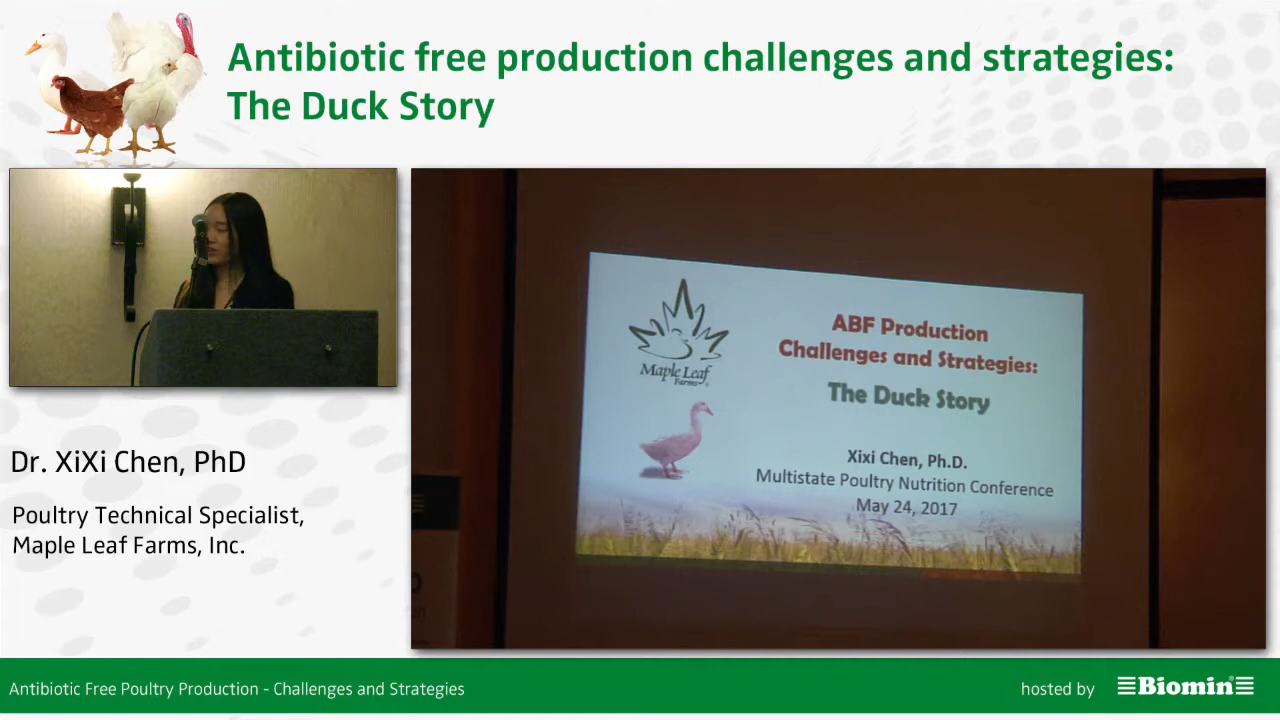 Antibiotic free production challenges and strategies:
The Duck Story
Maple Leaf
Farms
ABF Production
Challenges and Strategies:
The Duck Story
Xixi Chen, Ph.D.
Multistate Poultry Nutrition Conference
May 24, 2017
Dr. XiXi Chen, PhD
Poultry Technical Specialist,
Maple Leaf Farms, Inc.
Antibiotic Free Poultry Production - Challenges and Strategies
hosted by
Biomin®